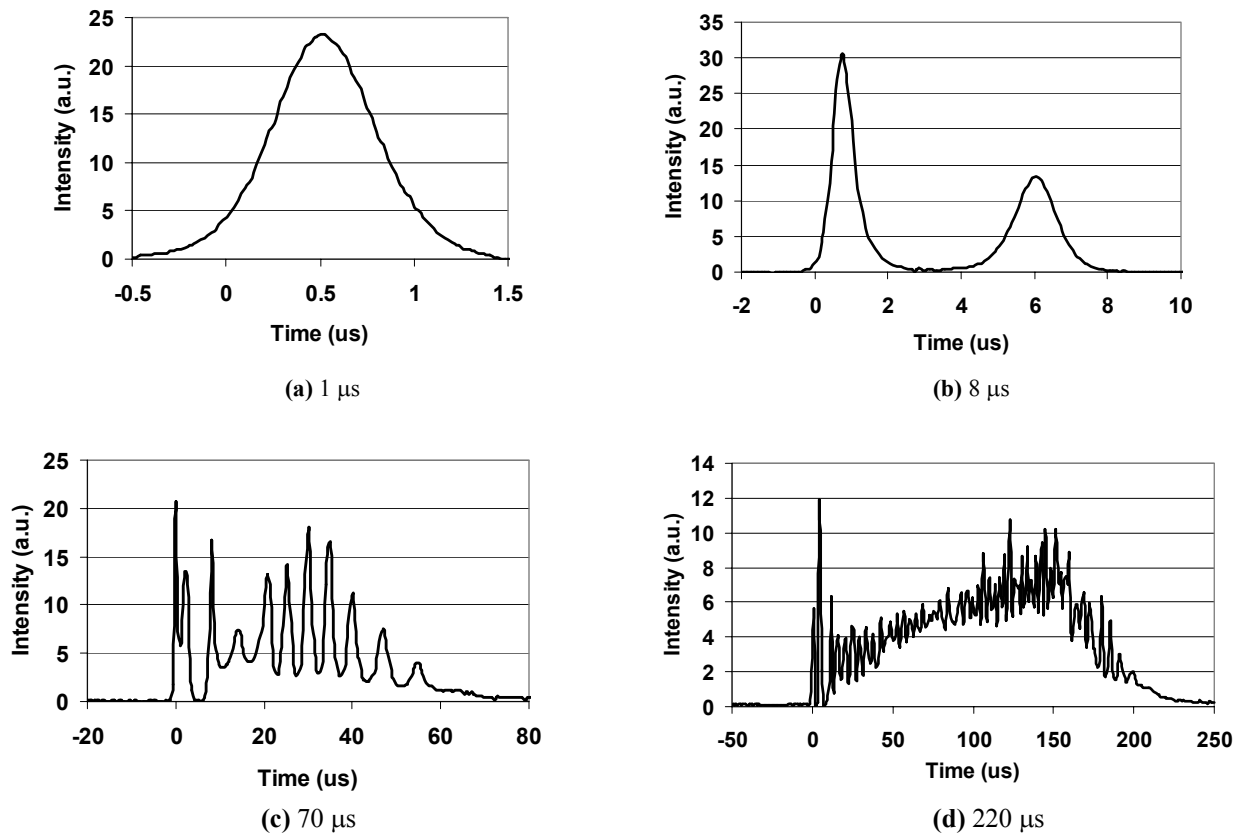 25
20
15
10
5
0
Intensity (a.u.)
-0.5 0 0.5 1 1.5
Time (us)
(a) 1 μs
35
30
25
20
15
10
5
0
Intensity (a.u.)
-2 0 2 4 6 8 10
Time (us)
(b) 8 μs
25
20
15
10
5
0
Intensity (a.u.)
-20 0 20 40 60 80
Time (us)
(c) 70 μs
14
12
10
8
6
4
2
0
Intensity (a.u.)
-50 0 50 100 150 200 250
Time (us)
(d) 220 μs